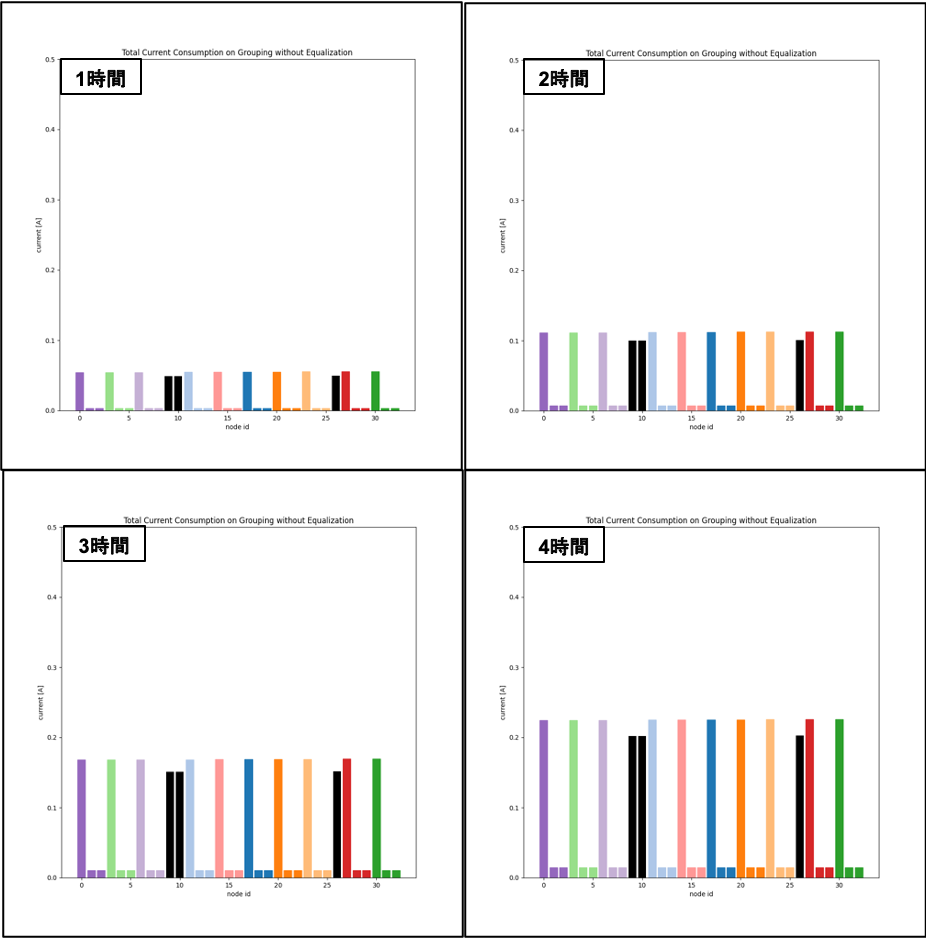 Total Current Consumption on Grouping without Equalization
1時間
0.5
0.4
0.3
0.2
0.1
0.0
current [A]
0 5 10 15 20 25 30
node id
Total Current Consumption on Grouping without Equalization
2時間
0.5
0.4
0.3
0.2
0.1
0.0
current [A]
0 5 10 15 20 25 30
node id
Total Current Consumption on Grouping without Equalization
3時間
0.5
0.4
0.3
0.2
0.1
0.0
current [A]
0 5 10 15 20 25 30
node id
Total Current Consumption on Grouping without Equalization
4時間
0.5
0.4
0.3
0.2
0.1
0.0
current [A]
0 5 10 15 20 25 30
node id